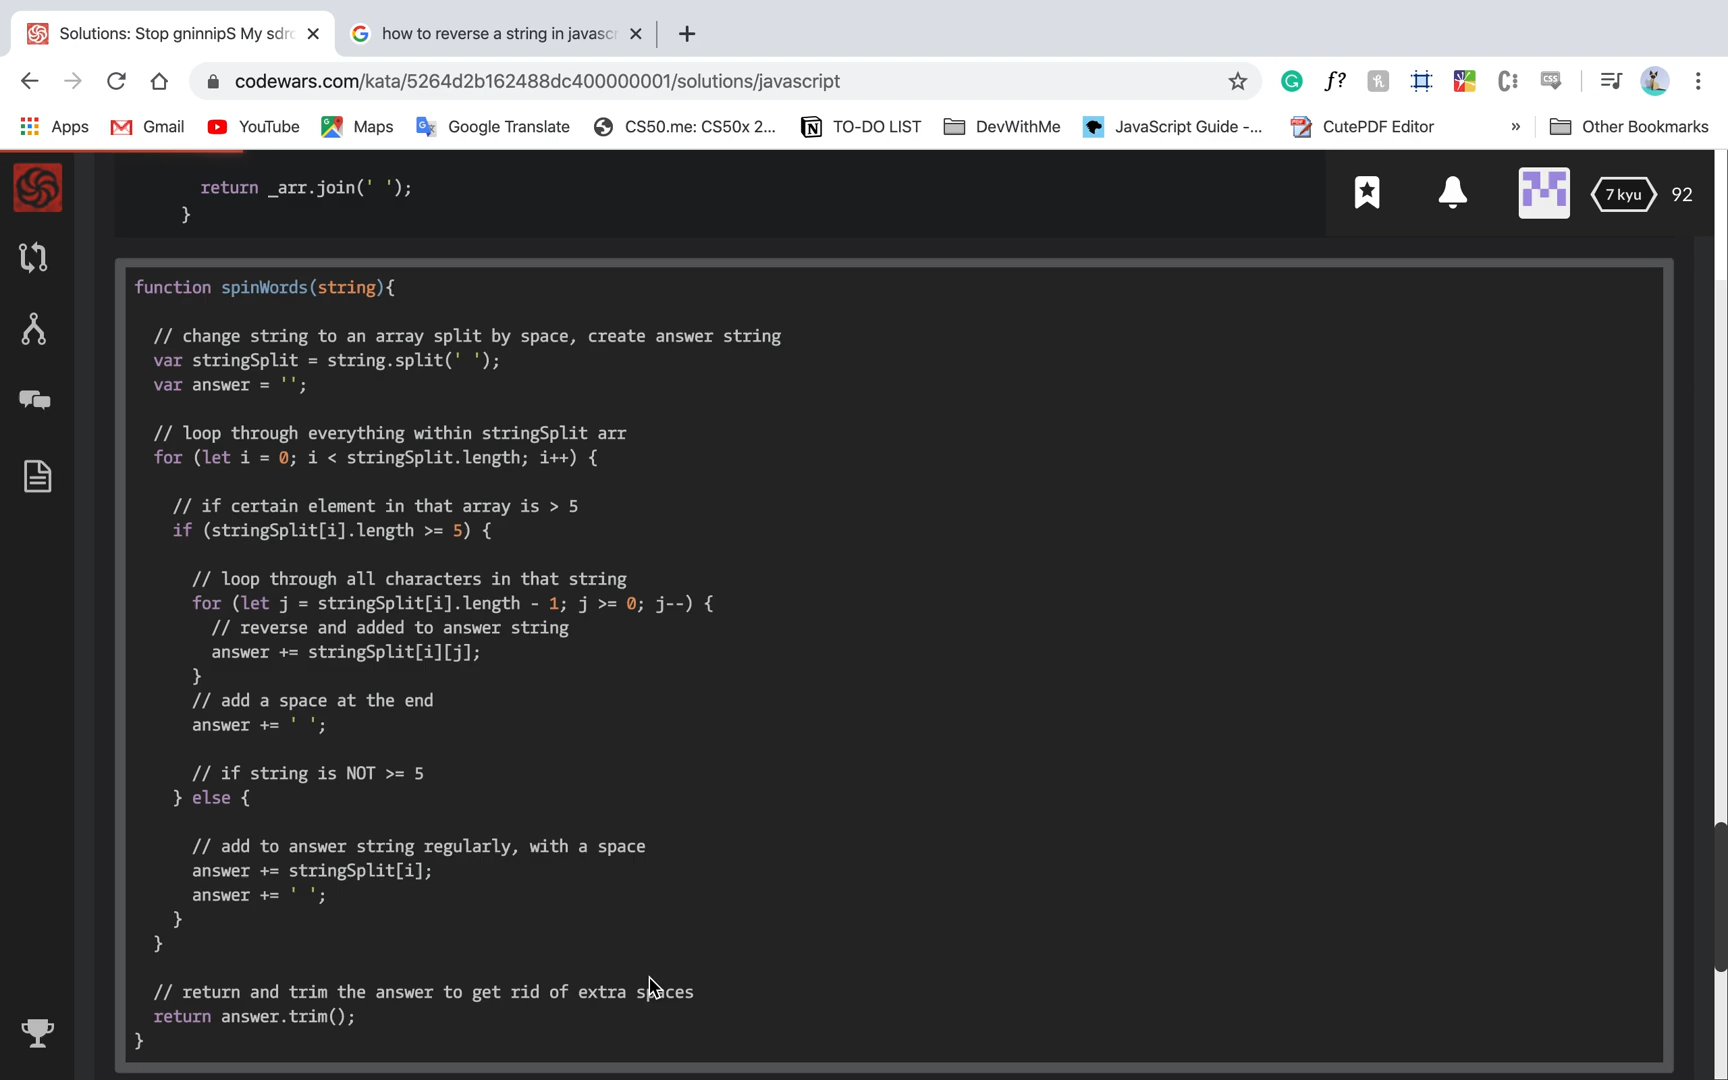 Solutions: Stop gninnipS My sdro
how to reverse a string in javasc
codewars.com/kata/5264d2b162488dc400000001/solutions/javascript
f?
CSS
Apps
Gmail
YouTube
Maps
Google Translate
CS50.me: CS50x 2...
TO-DO LIST
DevWithMe
JavaScript Guide -...
CutePDF Editor
»
Other Bookmarks
return _arr.join(' ');
}
7 kyu
92
function spinWords(string){
// change string to an array split by space, create answer string
var stringSplit = string.split(' ');
var answer = '';
// loop through everything within stringSplit arr
for (let i = 0; i < stringSplit.length; i++) {
// if certain element in that array is > 5
if (stringSplit[i].length >= 5) {
// loop through all characters in that string
for (let j = stringSplit[i].length - 1; j >= 0; j--) {
// reverse and added to answer string
answer += stringSplit[i][j];
}
// add a space at the end
answer += ' ';
// if string is NOT >= 5
} else {
// add to answer string regularly, with a space
answer += stringSplit[i];
answer += ' ';
}
}
// return and trim the answer to get rid of extra spaces
return answer.trim();
}